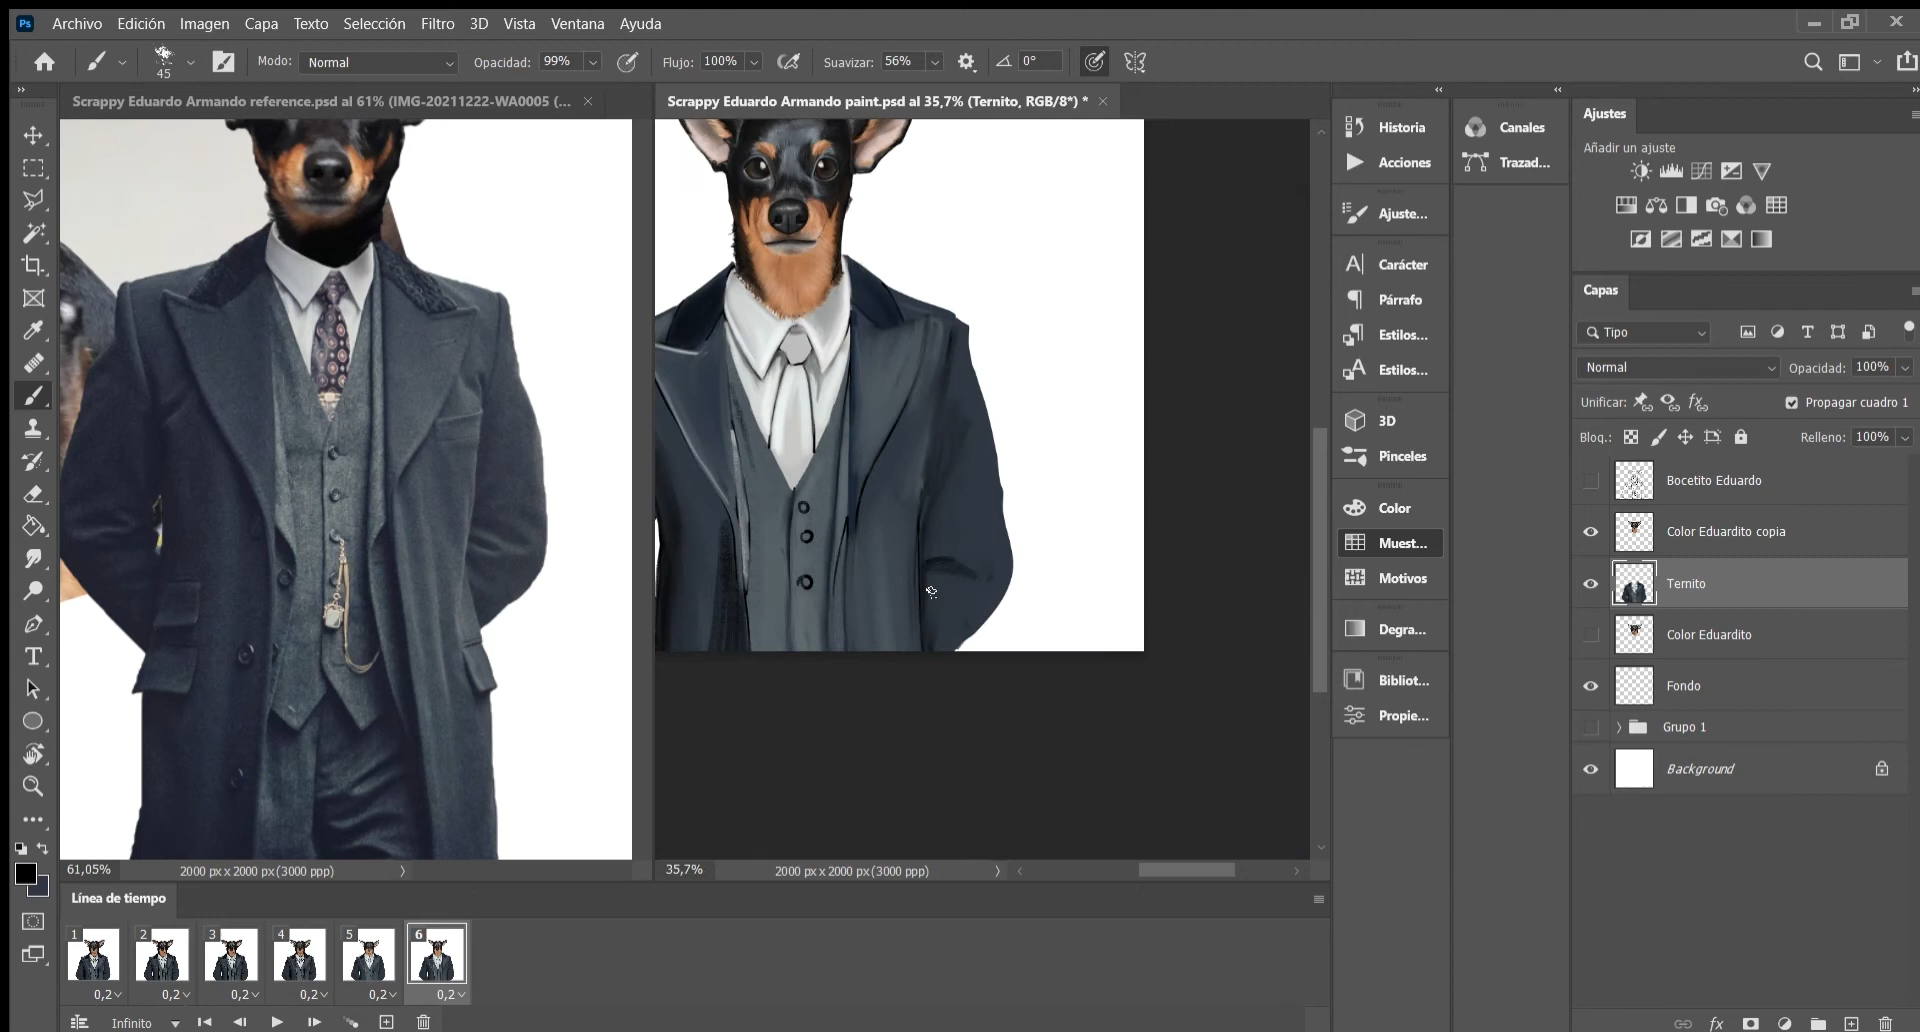 Ps Archivo Edición Imagen Capa Texto Selección Filtro 3D Vista Ventana Ayuda
45 Modo: Normal Opacidad: 99% Flujo: 100% Suavizar: 56% 0°
Scrappy Eduardo Armando reference.psd al 61% (IMG-20211222-WA0005 (...
Scrappy Eduardo Armando paint.psd al 35,7% (Ternito, RGB/8*) *
Historia
Acciones
Ajuste...
Carácter
Párrafo
Estilos...
Estilos...
3D
Pinceles
Color
Muest...
Motivos
Degra...
Bibliot...
Propie...
Canales
Trazad...
Ajustes
Añadir un ajuste
Capas
Tipo
Normal Opacidad: 100%
Unificar: Propagar cuadro 1
Bloq.: Relleno: 100%
Bocetito Eduardo
Color Eduardito copia
Ternito
Color Eduardito
Fondo
Grupo 1
Background
fx
61,05% 2000 px x 2000 px (3000 ppp)
35,7% 2000 px x 2000 px (3000 ppp)
Línea de tiempo
1 2 3 4 5 6
0,2 0,2 0,2 0,2 0,2 0,2
Infinito